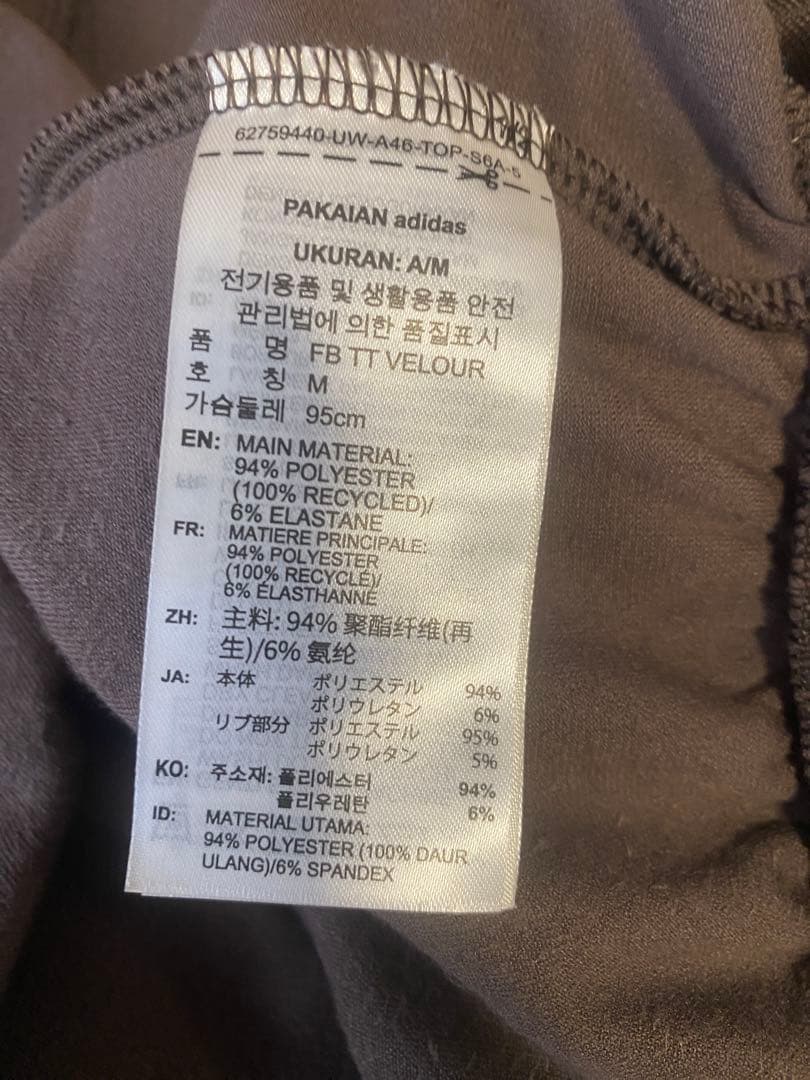 62759440-UW-A46-TOP-S6A-5
PAKAIAN adidas
UKURAN: A/M
전기용품 및 생활용품 안전
관리법에 의한 품질표시
품 명 FB TT VELOUR
호 칭 M
가슴둘레 95cm
EN: MAIN MATERIAL:
94% POLYESTER
(100% RECYCLED)/
6% ELASTANE
FR: MATIERE PRINCIPALE:
94% POLYESTER
(100% RECYCLÉ)/
6% ÉLASTHANNE
ZH: 主料: 94% 聚酯纤维(再
生)/6% 氨纶
JA: 本体 ポリエステル 94%
ポリウレタン 6%
リブ部分 ポリエステル 95%
ポリウレタン 5%
KO: 주소재: 폴리에스터 94%
폴리우레탄 6%
ID: MATERIAL UTAMA:
94% POLYESTER (100% DAUR
ULANG)/6% SPANDEX